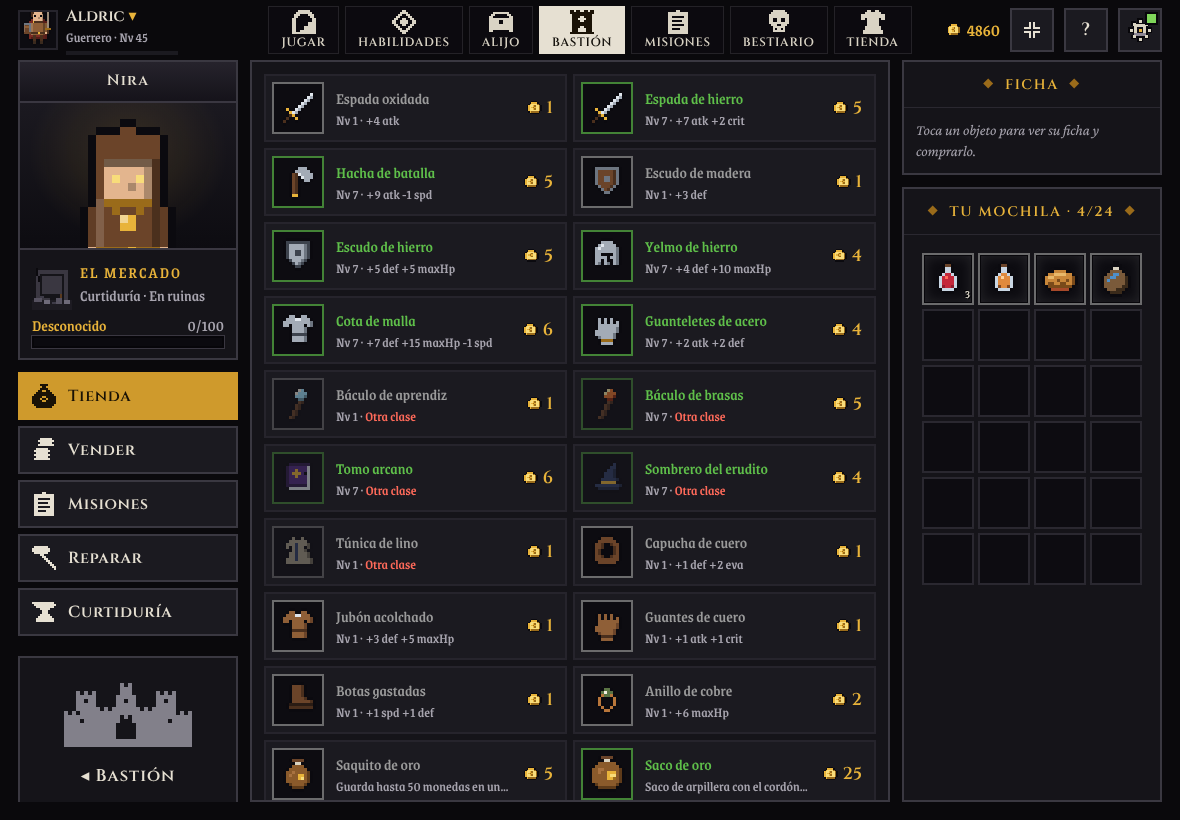 ALDRIC ▾
Guerrero · Nv 45
JUGAR
HABILIDADES
ALIJO
BASTIÓN
MISIONES
BESTIARIO
TIENDA
4860
?
NIRA
EL MERCADO
Curtiduría · En ruinas
Desconocido 0/100
TIENDA
VENDER
MISIONES
REPARAR
CURTIDURÍA
◂ BASTIÓN
Espada oxidada
Nv 1 · +4 atk
1
Espada de hierro
Nv 7 · +7 atk +2 crit
5
Hacha de batalla
Nv 7 · +9 atk -1 spd
5
Escudo de madera
Nv 1 · +3 def
1
Escudo de hierro
Nv 7 · +5 def +5 maxHp
5
Yelmo de hierro
Nv 7 · +4 def +10 maxHp
4
Cota de malla
Nv 7 · +7 def +15 maxHp -1 spd
6
Guanteletes de acero
Nv 7 · +2 atk +2 def
4
Báculo de aprendiz
Nv 1 · Otra clase
1
Báculo de brasas
Nv 7 · Otra clase
5
Tomo arcano
Nv 7 · Otra clase
6
Sombrero del erudito
Nv 7 · Otra clase
4
Túnica de lino
Nv 1 · Otra clase
1
Capucha de cuero
Nv 1 · +1 def +2 eva
1
Jubón acolchado
Nv 1 · +3 def +5 maxHp
1
Guantes de cuero
Nv 1 · +1 atk +1 crit
1
Botas gastadas
Nv 1 · +1 spd +1 def
1
Anillo de cobre
Nv 1 · +6 maxHp
2
Saquito de oro
Guarda hasta 50 monedas en un...
5
Saco de oro
Saco de arpillera con el cordón...
25
FICHA
Toca un objeto para ver su ficha y
comprarlo.
TU MOCHILA · 4/24
3